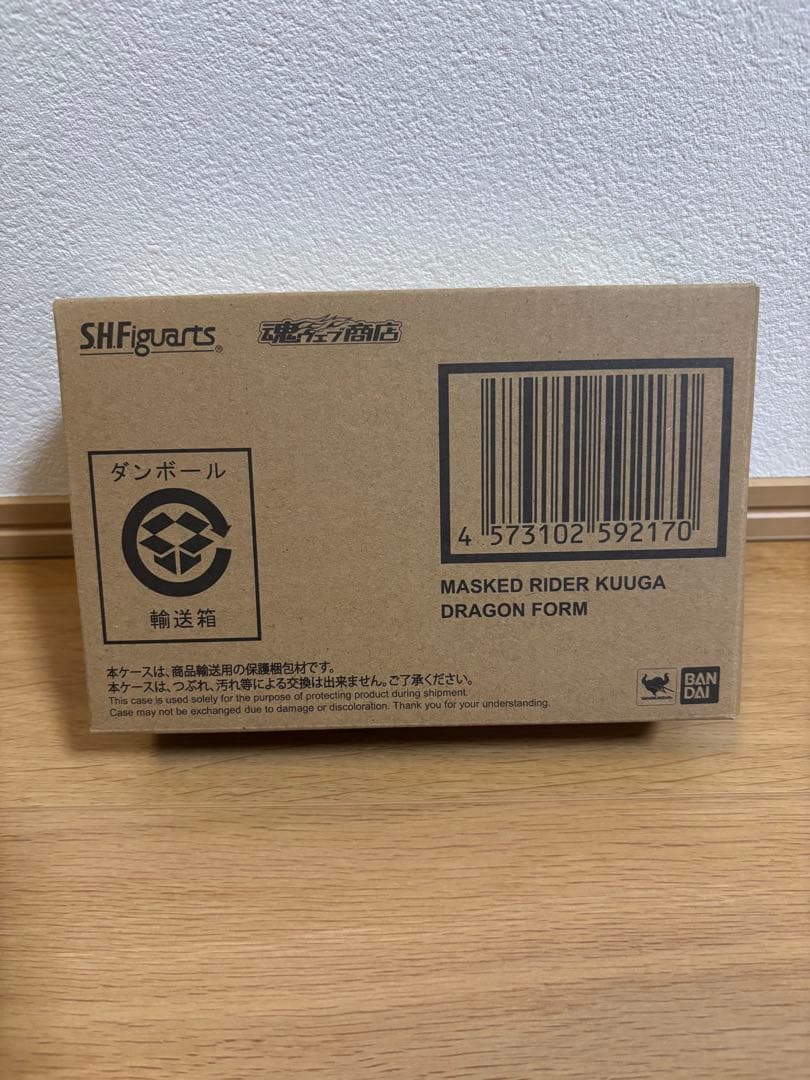 S.H.Figuarts®
魂ウェブ商店
ダンボール
輸送箱
4 573102 592170
MASKED RIDER KUUGA
DRAGON FORM
本ケースは、商品輸送用の保護梱包材です。
本ケースは、つぶれ、汚れ等による交換は出来ません。ご了承ください。
This case is used solely for the purpose of protecting product during shipment.
Case may not be exchanged due to damage or discoloration. Thank you for your understanding.
BAN
DAI